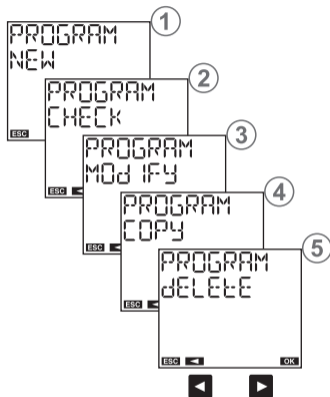 1
PROGRAM
NEW
ESC
2
PROGRAM
CHECK
ESC
3
PROGRAM
MOdIFY
ESC
4
PROGRAM
COPY
ESC
5
PROGRAM
dELEtE
ESC ◄ OK
◄ ►